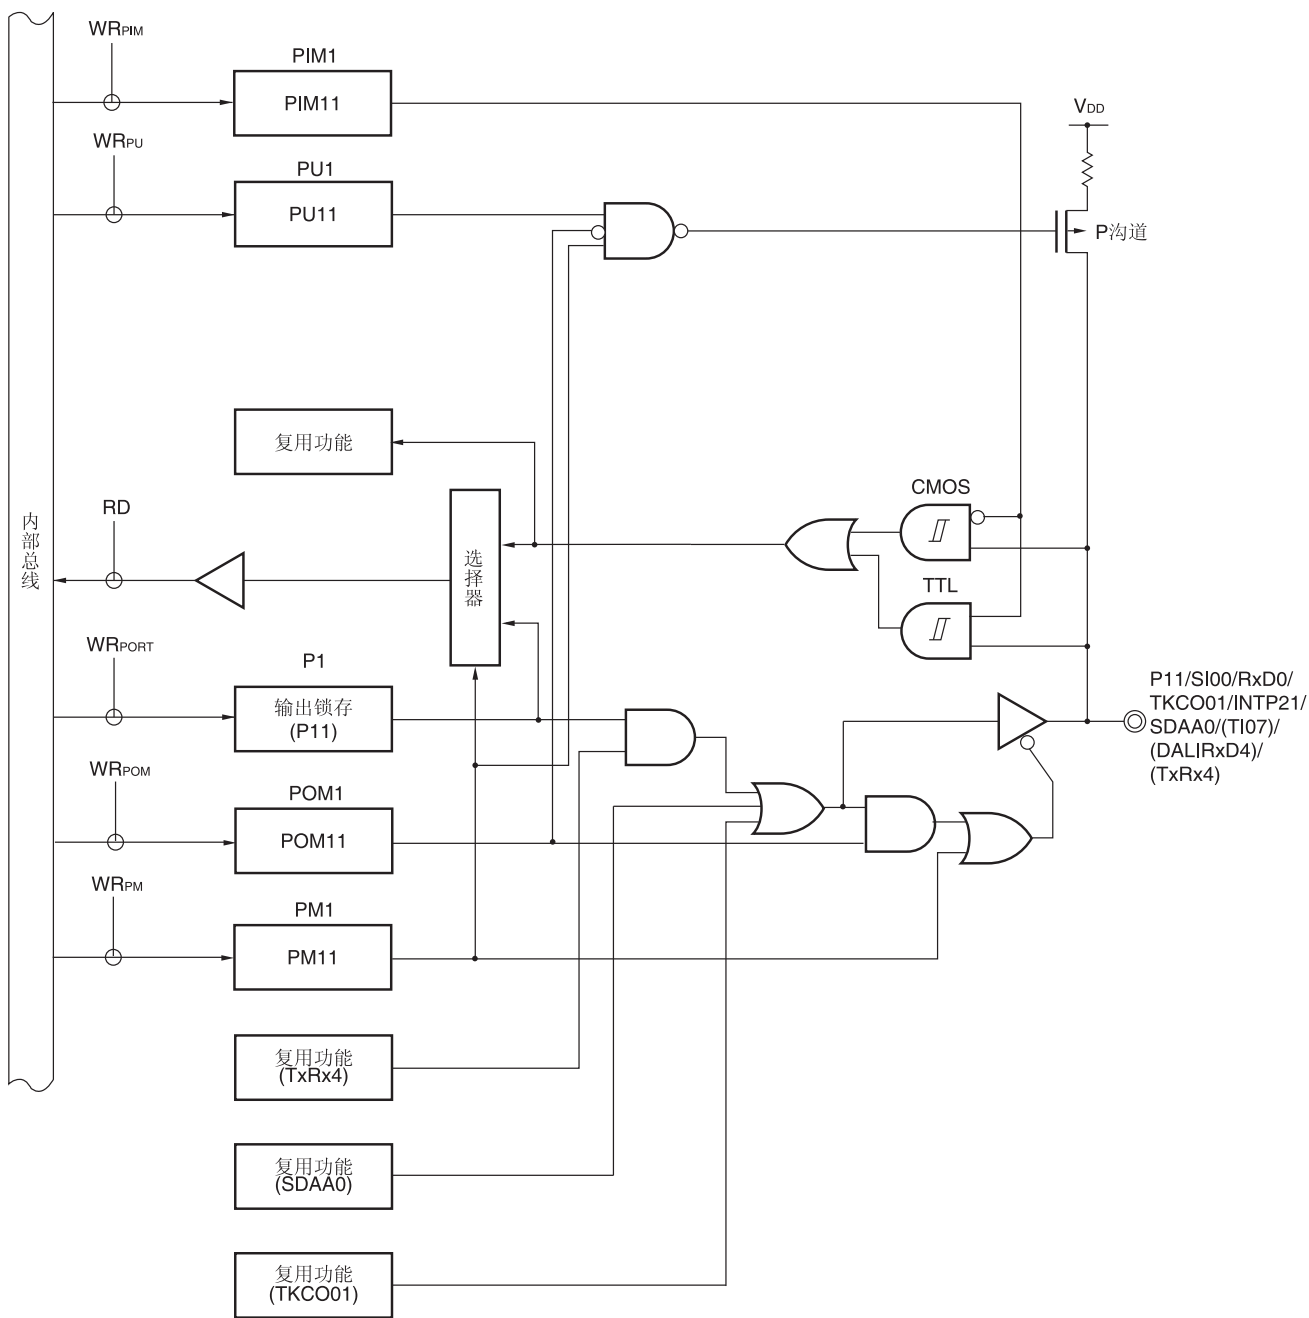 WRPIM
PIM1
PIM11
VDD
WRPU
PU1
PU11
P沟道
复用功能
CMOS
RD
内部总线
选择器
TTL
WRPORT
P1
输出锁存
(P11)
P11/SI00/RxD0/
TKCO01/INTP21/
SDAA0/(TI07)/
(DALIRxD4)/
(TxRx4)
WRPOM
POM1
POM11
WRPM
PM1
PM11
复用功能
(TxRx4)
复用功能
(SDAA0)
复用功能
(TKCO01)